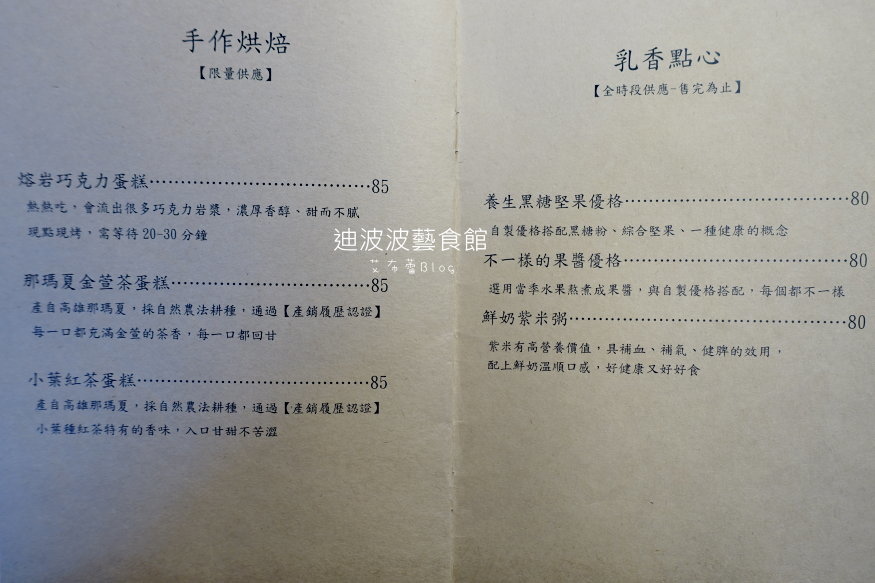 手作烘焙
【限量供應】
熔岩巧克力蛋糕‧‧‧‧‧‧‧‧‧‧‧‧‧‧‧‧‧‧‧‧‧‧‧‧‧‧‧85
熱熱吃，會流出很多巧克力岩漿，濃厚香醇、甜而不膩
現點現烤，需等待20-30分鐘
那瑪夏金萱茶蛋糕‧‧‧‧‧‧‧‧‧‧‧‧‧‧‧‧‧‧‧‧‧‧‧‧85
產自高雄那瑪夏，採自然農法耕種，通過【產銷履歷認證】
每一口都充滿金萱的茶香，每一口都回甘
小葉紅茶蛋糕‧‧‧‧‧‧‧‧‧‧‧‧‧‧‧‧‧‧‧‧‧‧‧‧‧‧‧‧85
產自高雄那瑪夏，採自然農法耕種，通過【產銷履歷認證】
小葉種紅茶特有的香味，入口甘甜不苦澀
乳香點心
【全時段供應-售完為止】
養生黑糖堅果優格‧‧‧‧‧‧‧‧‧‧‧‧‧‧‧‧‧‧‧‧‧‧‧‧‧‧‧80
自製優格搭配黑糖粉、綜合堅果、一種健康的概念
不一樣的果醬優格‧‧‧‧‧‧‧‧‧‧‧‧‧‧‧‧‧‧‧‧‧‧‧‧‧‧‧80
選用當季水果熬煮成果醬，與自製優格搭配，每個都不一樣
鮮奶紫米粥‧‧‧‧‧‧‧‧‧‧‧‧‧‧‧‧‧‧‧‧‧‧‧‧‧‧‧‧‧‧‧‧‧80
紫米有高營養價值，具補血、補氣、健脾的效用，
配上鮮奶溫順口感，好健康又好好食
迪波波藝食館
艾布蕾Blog